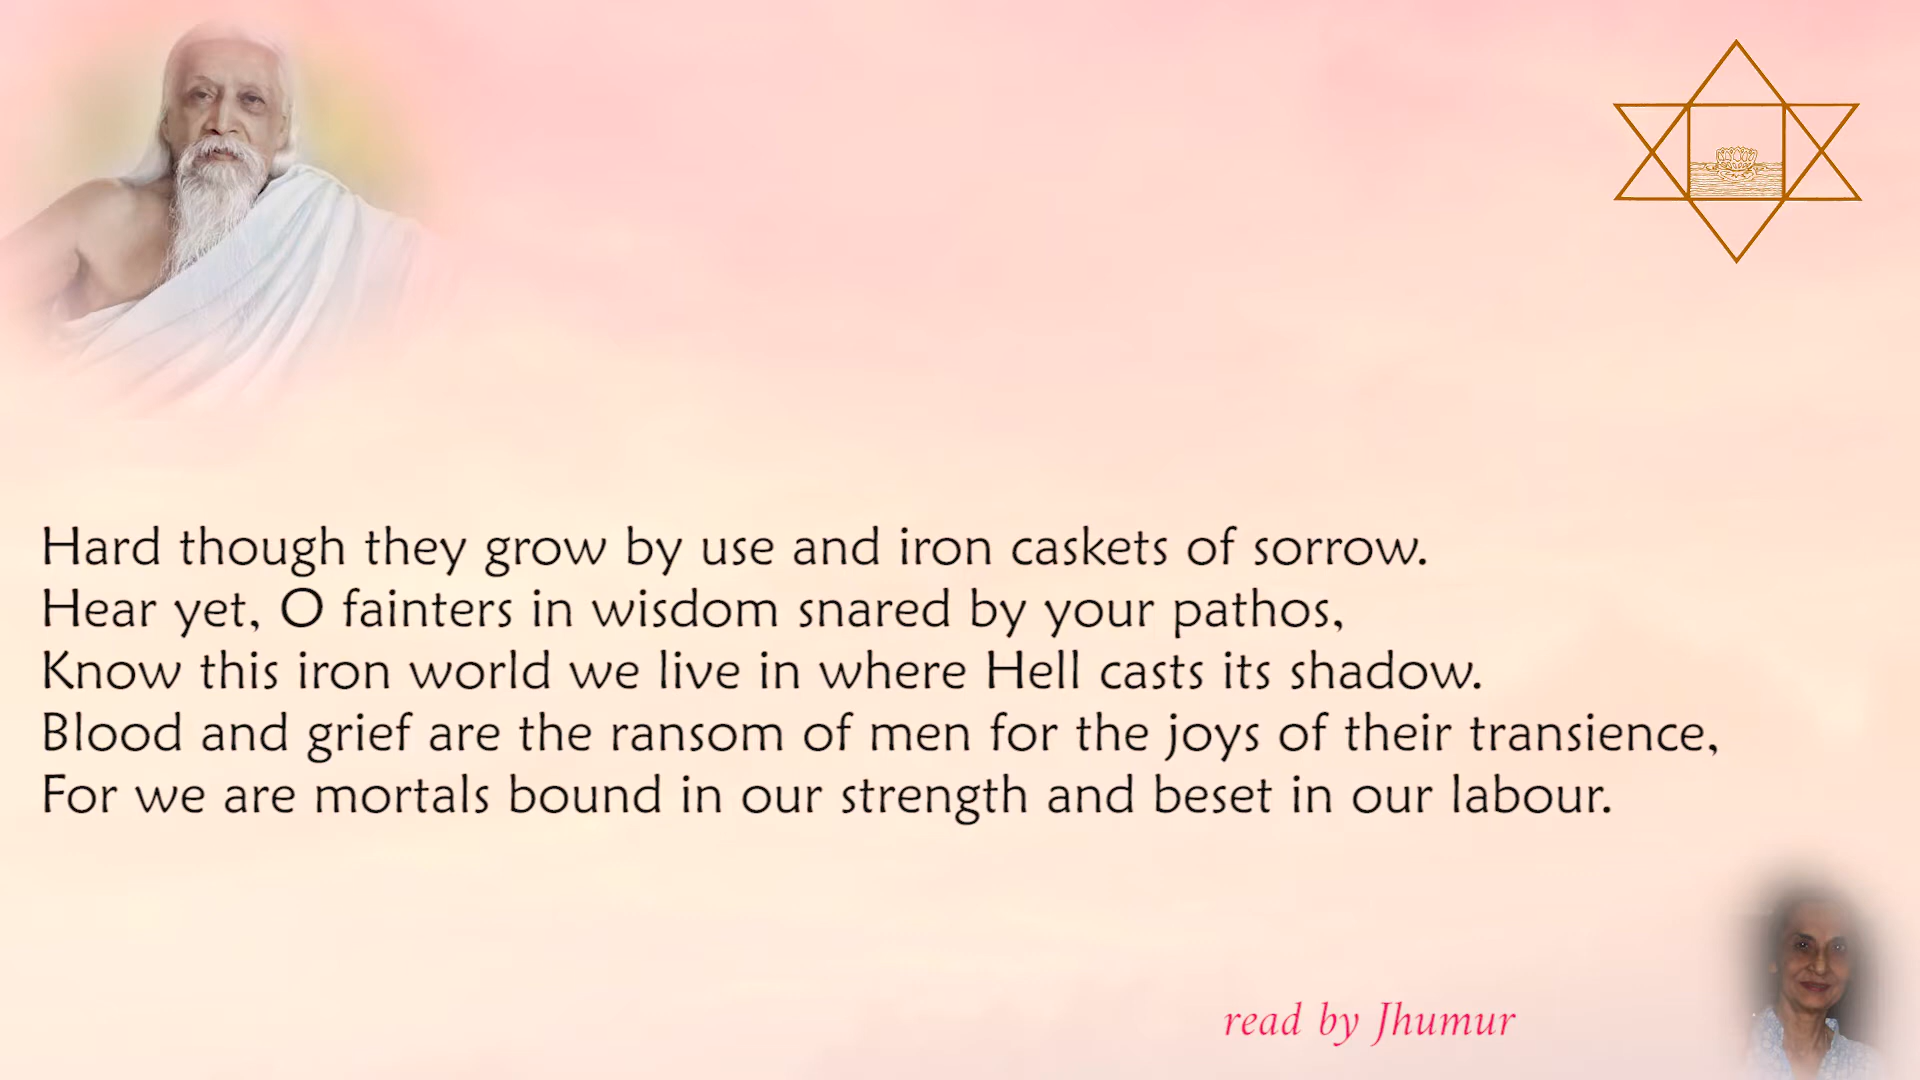 Hard though they grow by use and iron caskets of sorrow.
Hear yet, O fainters in wisdom snared by your pathos,
Know this iron world we live in where Hell casts its shadow.
Blood and grief are the ransom of men for the joys of their transience,
For we are mortals bound in our strength and beset in our labour.
read by Jhumur